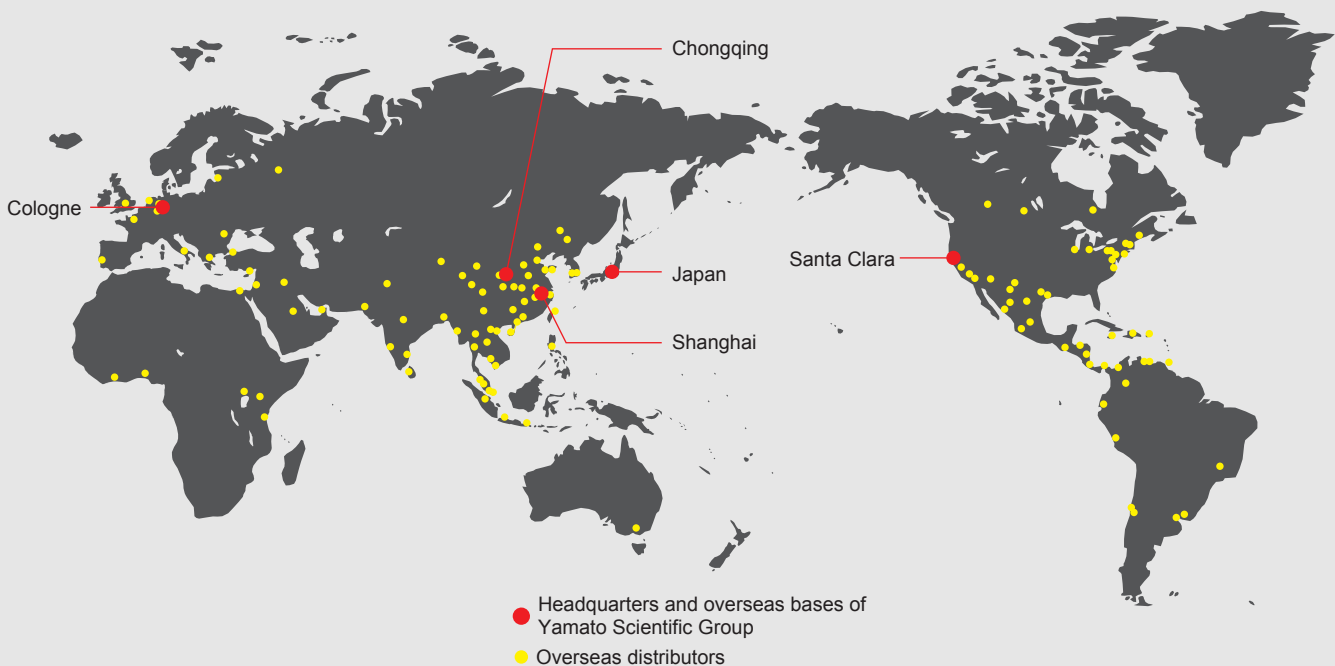 Chongqing
Cologne
Santa Clara
Japan
Shanghai
Headquarters and overseas bases of
Yamato Scientific Group
Overseas distributors